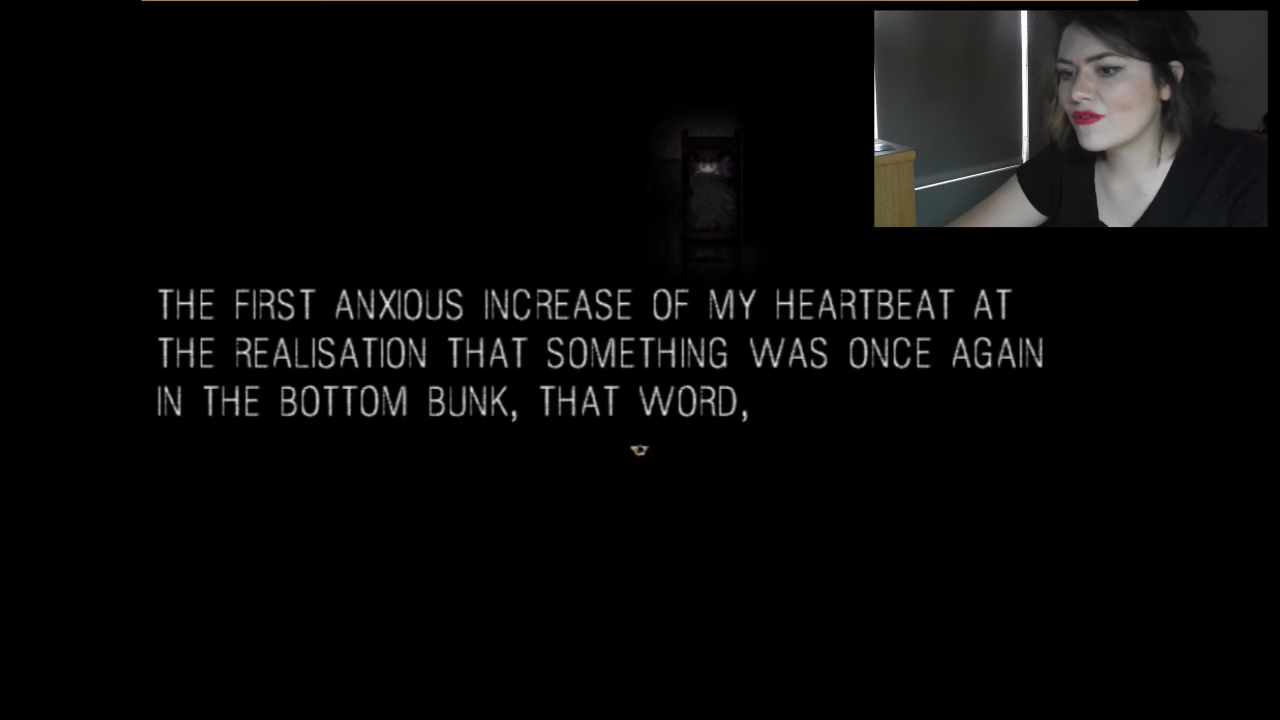 THE FIRST ANXIOUS INCREASE OF MY HEARTBEAT AT
THE REALISATION THAT SOMETHING WAS ONCE AGAIN
IN THE BOTTOM BUNK, THAT WORD,